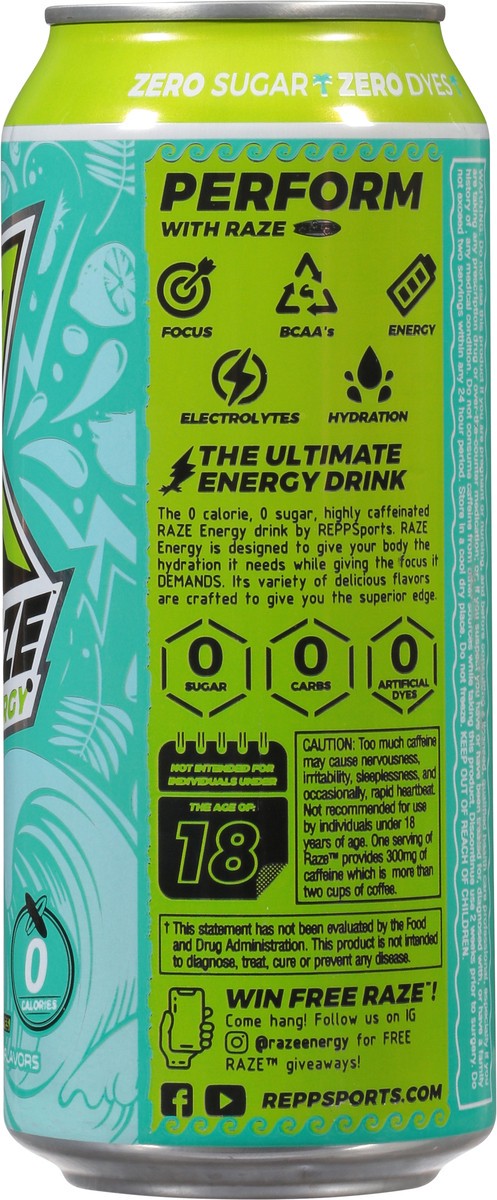 ZERO SUGAR ZERO DYES
PERFORM
WITH RAZE
FOCUS
BCAA's
ENERGY
ELECTROLYTES
HYDRATION
THE ULTIMATE
ENERGY DRINK
The 0 calorie, 0 sugar, highly caffeinated
RAZE Energy drink by REPPSports. RAZE
Energy is designed to give your body the
hydration it needs while giving the focus it
DEMANDS. Its variety of delicious flavors
are crafted to give you the superior edge.
0
SUGAR
0
CARBS
0
ARTIFICIAL
DYES
NOT INTENDED FOR
INDIVIDUALS UNDER
THE AGE OF:
18
CAUTION: Too much caffeine
may cause nervousness,
irritability, sleeplessness, and
occasionally, rapid heartbeat.
Not recommended for use
by individuals under 18
years of age. One serving of
Raze™ provides 300mg of
caffeine which is more than
two cups of coffee.
† This statement has not been evaluated by the Food
and Drug Administration. This product is not intended
to diagnose, treat, cure or prevent any disease.
WIN FREE RAZE™!
Come hang! Follow us on IG
@razeenergy for FREE
RAZE™ giveaways!
REPPSPORTS.COM
0
CALORIES